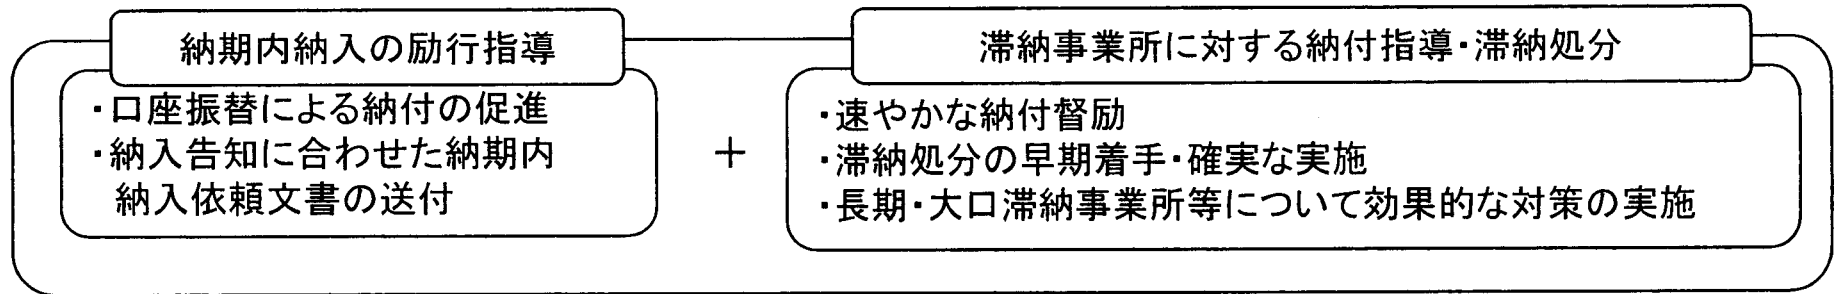 納期内納入の励行指導
・口座振替による納付の促進
・納入告知に合わせた納期内
納入依頼文書の送付
+
滞納事業所に対する納付指導・滞納処分
・速やかな納付督励
・滞納処分の早期着手・確実な実施
・長期・大口滞納事業所等について効果的な対策の実施